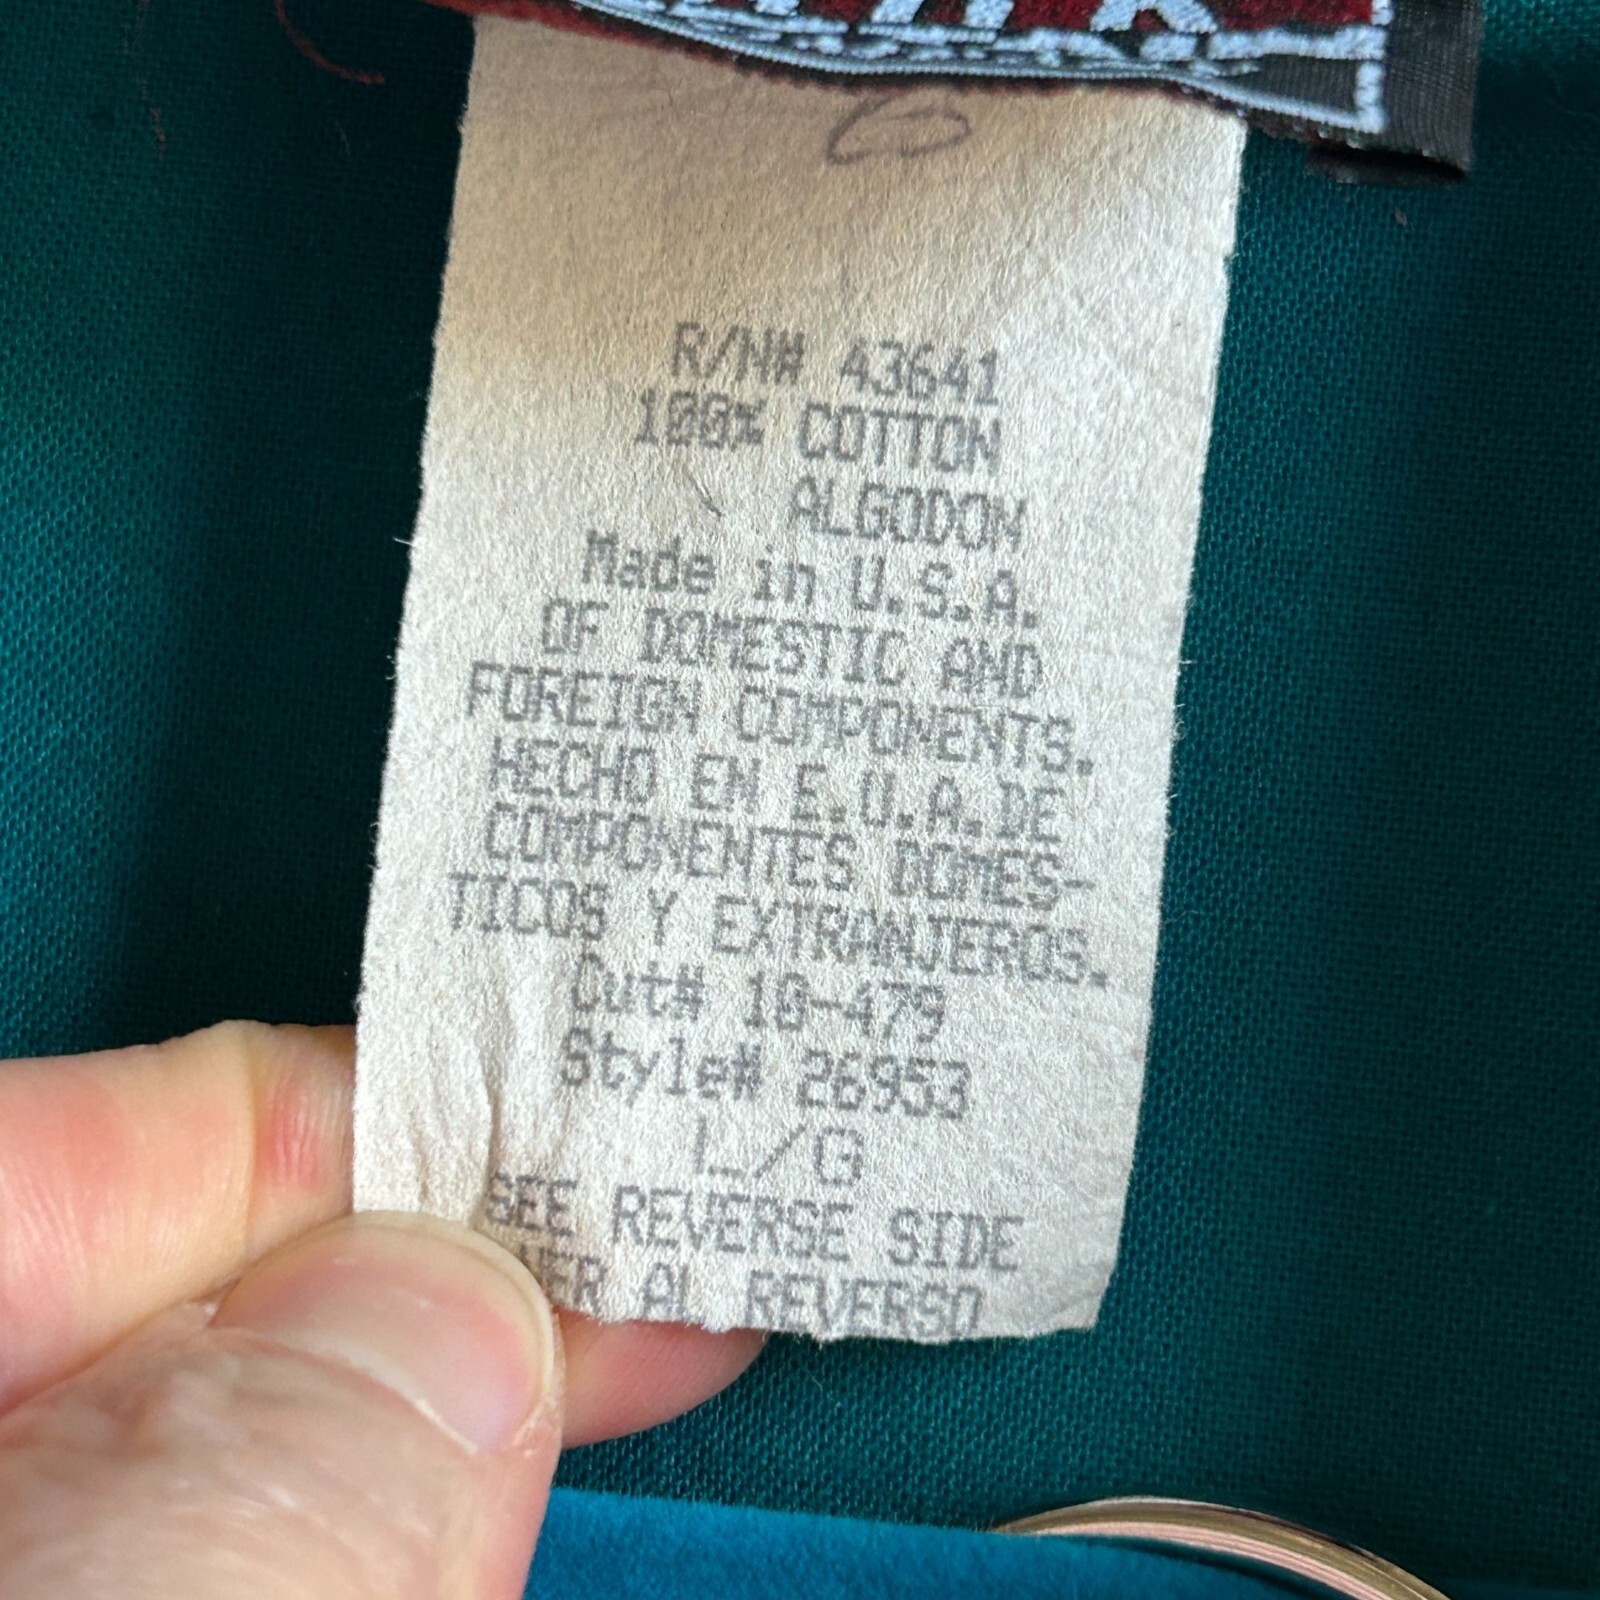 R/N# 43641
100% COTTON
ALGODON
Made in U.S.A.
OF DOMESTIC AND
FOREIGN COMPONENTS.
HECHO EN E.U.A.DE
COMPONENTES DOMES-
TICOS Y EXTRANJEROS.
Cut# 10-479
Style# 26953
L/G
SEE REVERSE SIDE
AL REVERSO